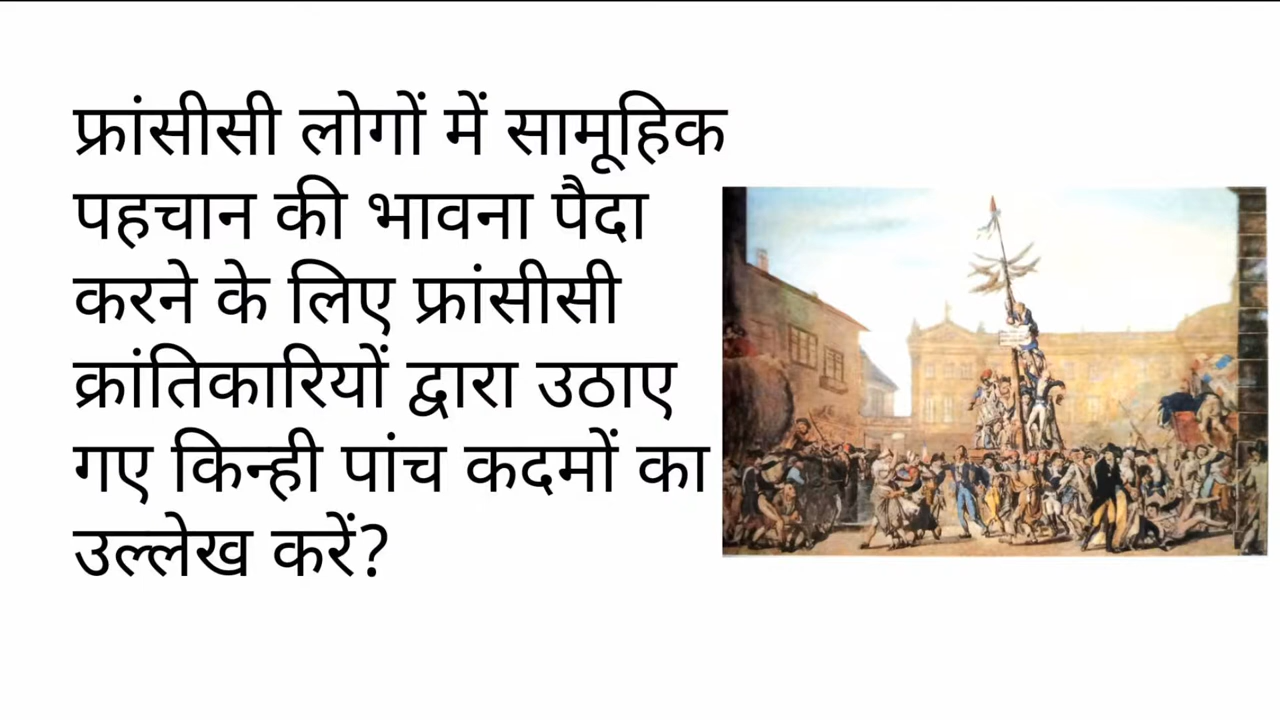 फ्रांसीसी लोगों में सामूहिक
पहचान की भावना पैदा
करने के लिए फ्रांसीसी
क्रांतिकारियों द्वारा उठाए
गए किन्ही पांच कदमों का
उल्लेख करें?